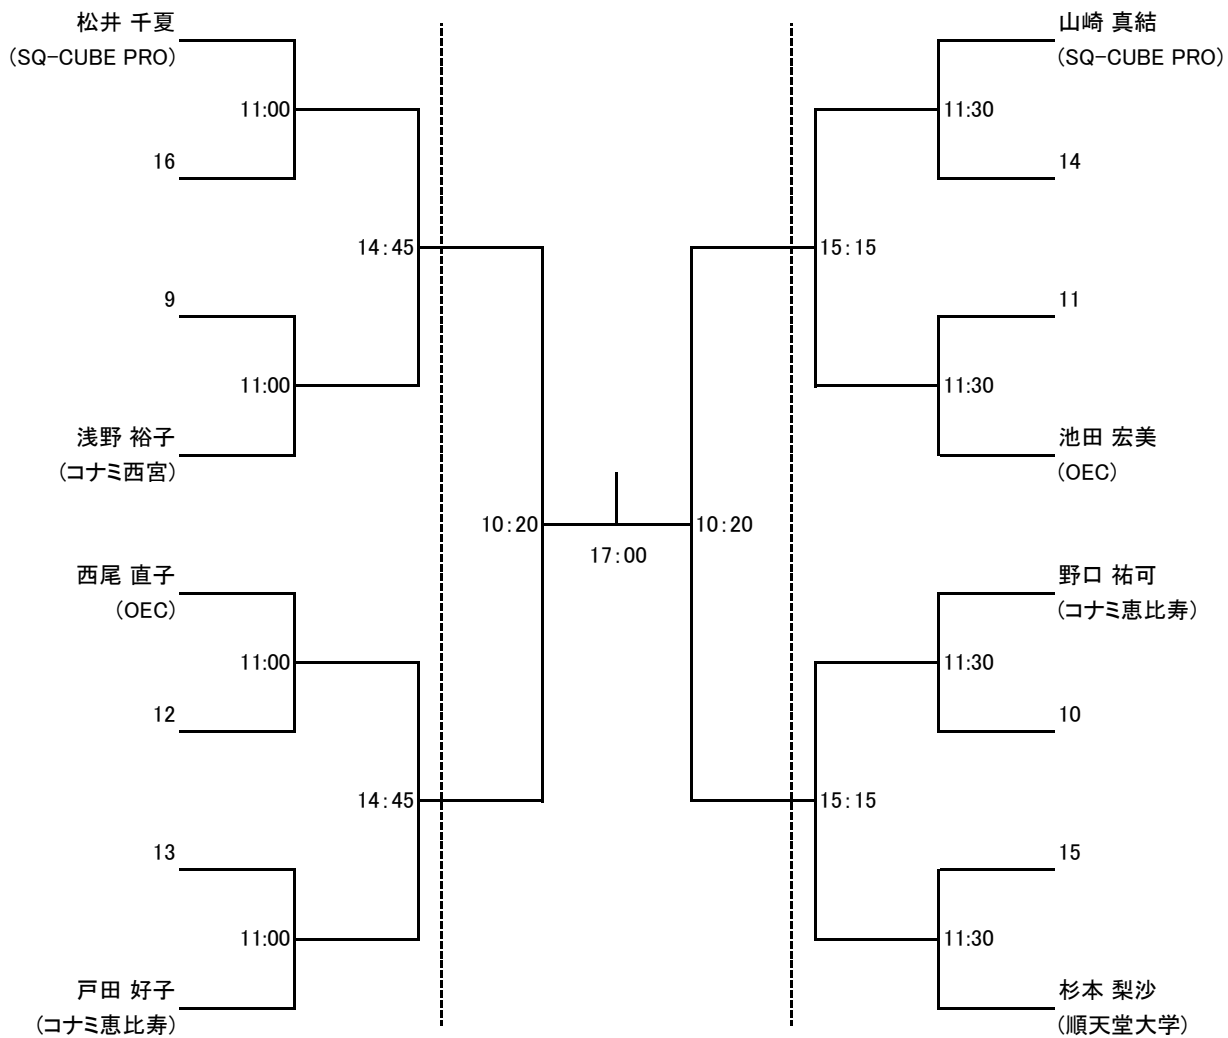 松井 千夏
(SQ-CUBE PRO)
11:00
16
14:45
9
11:00
浅野 裕子
(コナミ西宮)
10:20
西尾 直子
(OEC)
11:00
12
14:45
13
11:00
戸田 好子
(コナミ恵比寿)
17:00
山崎 真結
(SQ-CUBE PRO)
11:30
14
15:15
11
11:30
池田 宏美
(OEC)
10:20
野口 祐可
(コナミ恵比寿)
11:30
10
15:15
15
11:30
杉本 梨沙
(順天堂大学)